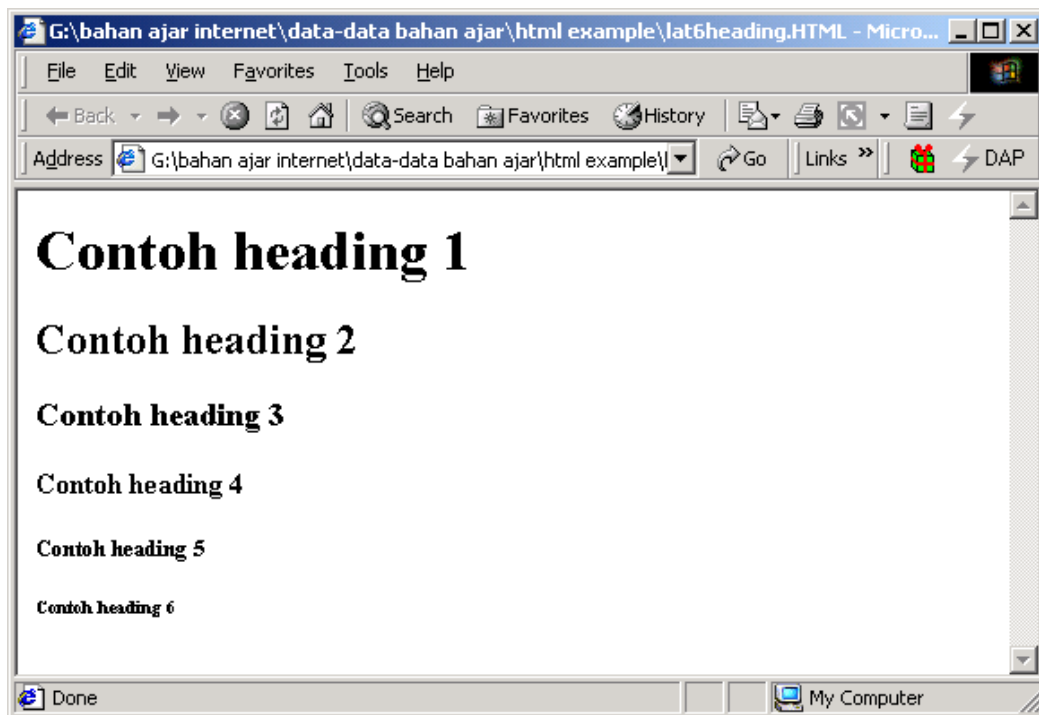 G:\bahan ajar internet\data-data bahan ajar\html example\lat6heading.HTML - Micro...
File Edit View Favorites Tools Help
Back Search Favorites History
Address G:\bahan ajar internet\data-data bahan ajar\html example\l Go Links » DAP
Contoh heading 1
Contoh heading 2
Contoh heading 3
Contoh heading 4
Contoh heading 5
Contoh heading 6
Done My Computer